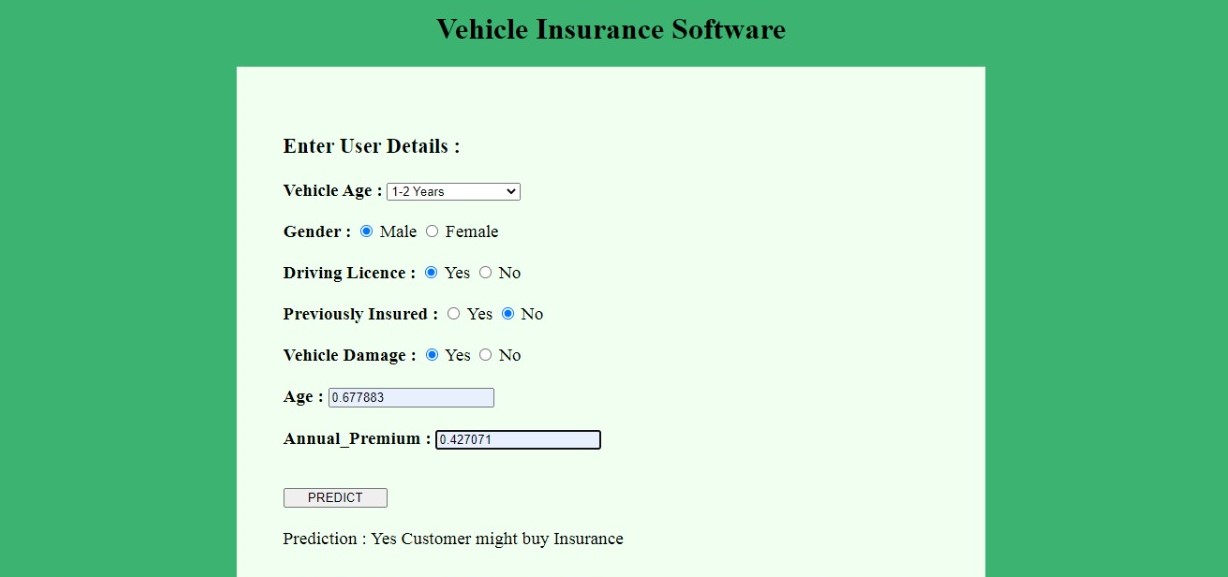 Vehicle Insurance Software
Enter User Details :
Vehicle Age : 1-2 Years
Gender : Male Female
Driving Licence : Yes No
Previously Insured : Yes No
Vehicle Damage : Yes No
Age : 0.677883
Annual_Premium : 0.427071
PREDICT
Prediction : Yes Customer might buy Insurance